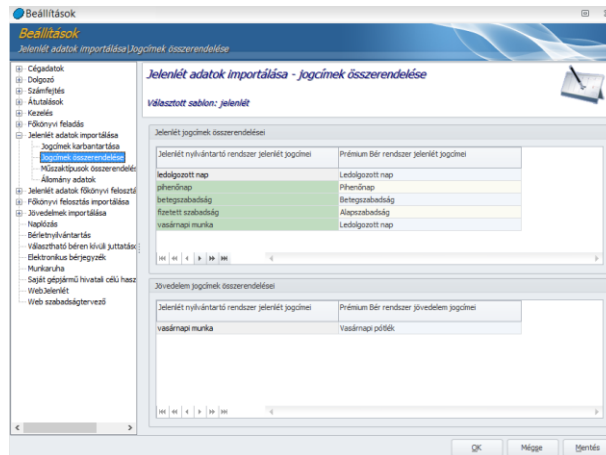 Beállítások
Beállítások
Jelenlét adatok importálása\Jogcímek összerendelése
Cégadatok
Dolgozó
Számfejtés
Átutalások
Kezelés
Főkönyvi feladás
Jelenlét adatok importálása
Jogcímek karbantartása
Jogcímek összerendelése
Műszaktípusok összerendelés
Állomány adatok
Jelenlét adatok főkönyvi felosztá
Főkönyvi felosztás importálása
Jövedelmek importálása
Naplózás
Bérletnyilvántartás
Választható béren kívüli juttatáso
Elektronikus bérjegyzék
Munkaruha
Saját gépjármű hivatali célú hasz
WebJelenlét
Web szabadságtervező
Jelenlét adatok importálása - jogcímek összerendelése
Választott sablon: jelenlét
Jelenlét jogcímek összerendelései
Jelenlét nyilvántartó rendszer jelenlét jogcímei Prémium Bér rendszer jelenlét jogcímei
ledolgozott nap Ledolgozott nap
pihenőnap Pihenőnap
betegszabadság Betegszabadság
fizetett szabadság Alapszabadság
vasárnapi munka Ledolgozott nap
Jövedelem jogcímek összerendelései
Jelenlét nyilvántartó rendszer jelenlét jogcímei Prémium Bér rendszer jövedelem jogcímei
vasárnapi munka Vasárnapi pótlék
OK Mégse Mentés